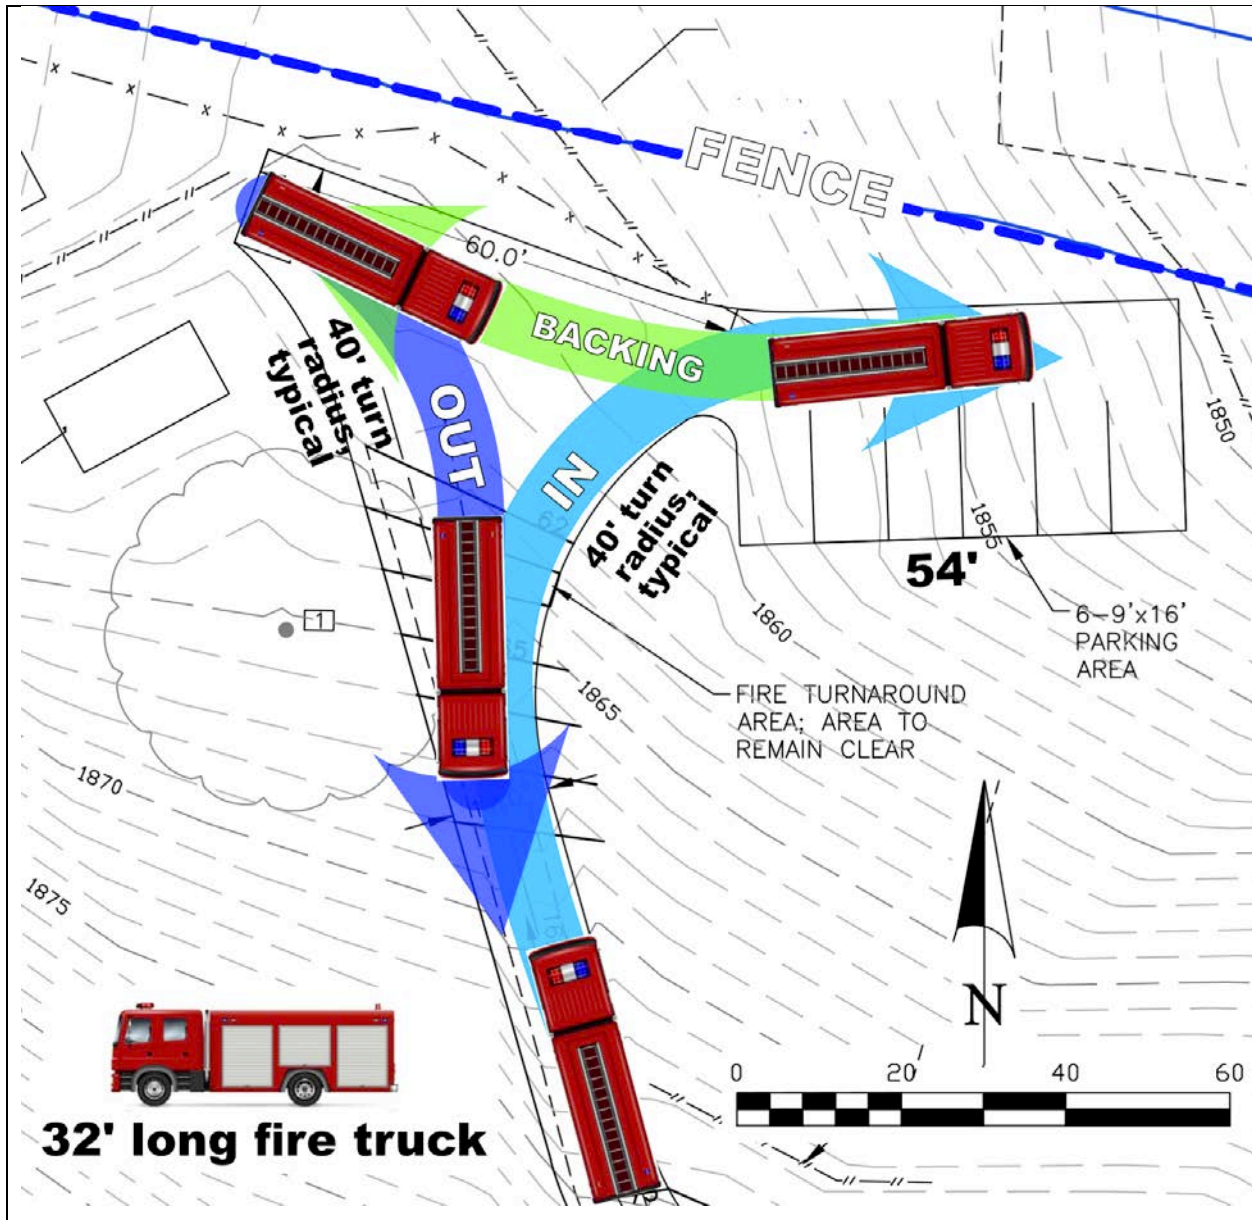 FENCE
60.0'
BACKING
OUT
IN
40' turn
radius,
typical
40' turn
radius,
typical
1850
1855
54'
6-9'x16'
PARKING
AREA
1860
1
1865
FIRE TURNAROUND
AREA; AREA TO
REMAIN CLEAR
1870
1875
N
0 20 40 60
32' long fire truck